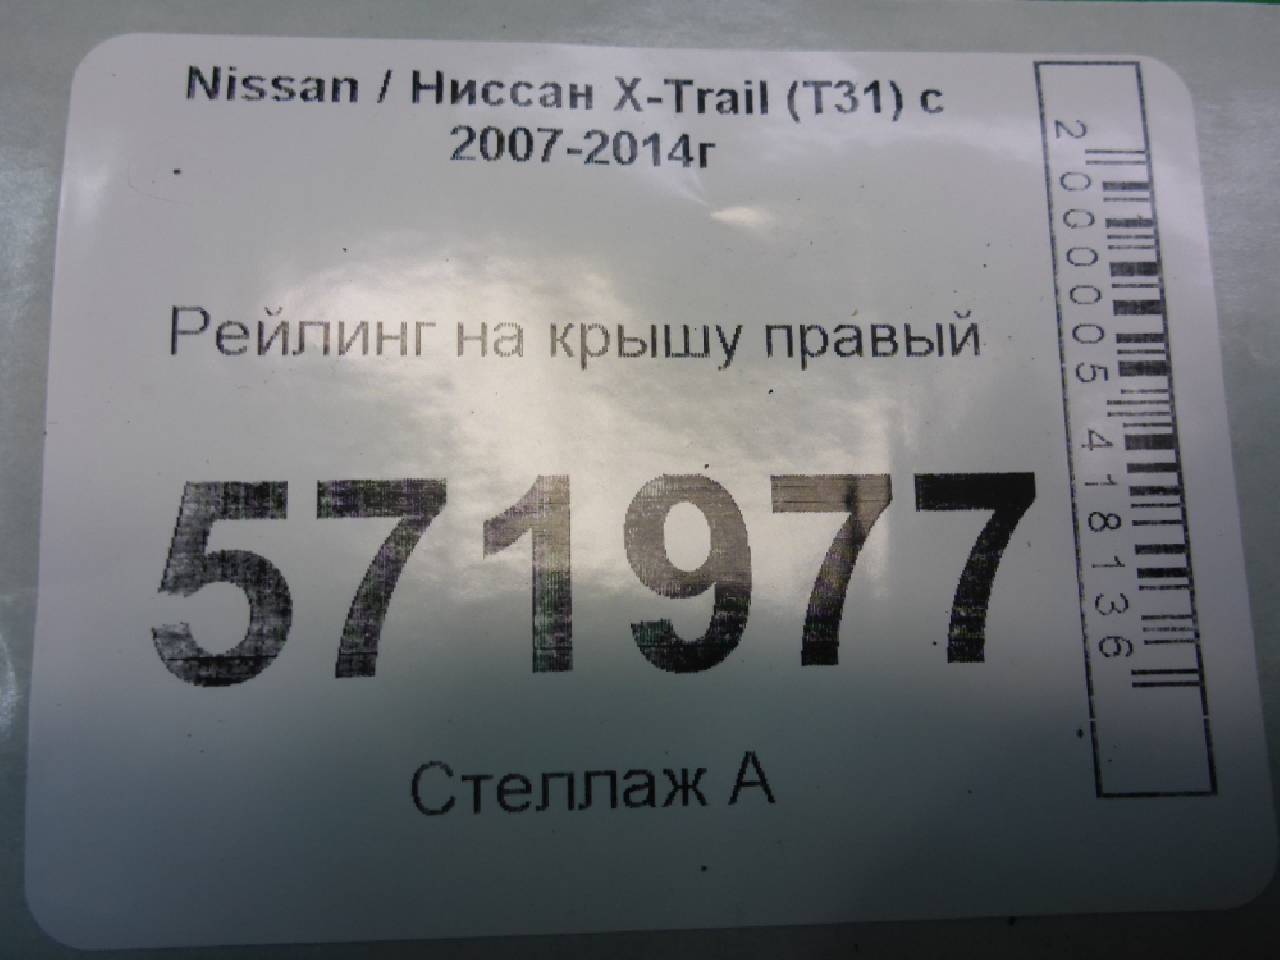 Nissan / Ниссан X-Trail (T31) с
2007-2014г
Рейлинг на крышу правый
571977
Стеллаж А
2000005418136